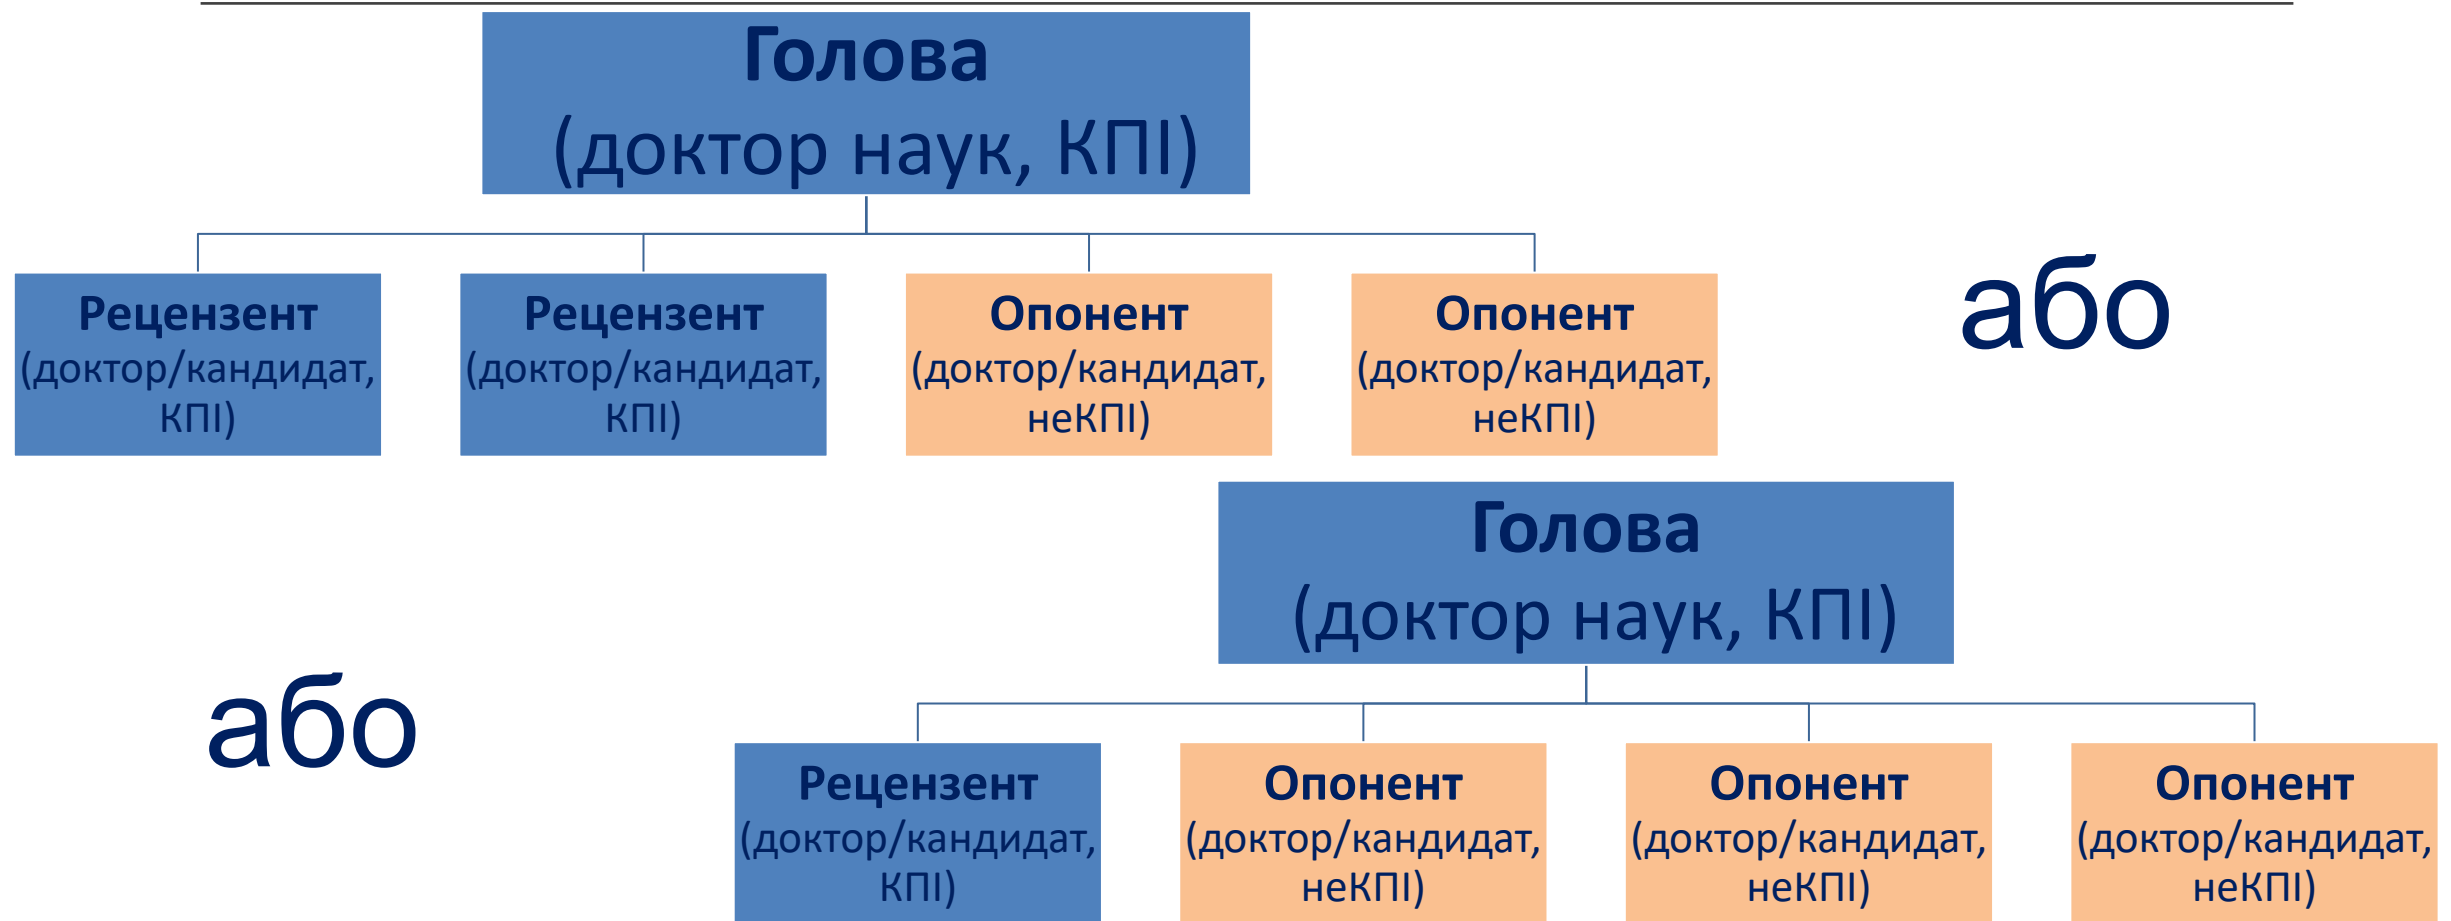 Голова
(доктор наук, КПІ)
Рецензент
(доктор/кандидат,
КПІ)
Рецензент
(доктор/кандидат,
КПІ)
Опонент
(доктор/кандидат,
неКПІ)
Опонент
(доктор/кандидат,
неКПІ)
або
або
Голова
(доктор наук, КПІ)
Рецензент
(доктор/кандидат,
КПІ)
Опонент
(доктор/кандидат,
неКПІ)
Опонент
(доктор/кандидат,
неКПІ)
Опонент
(доктор/кандидат,
неКПІ)